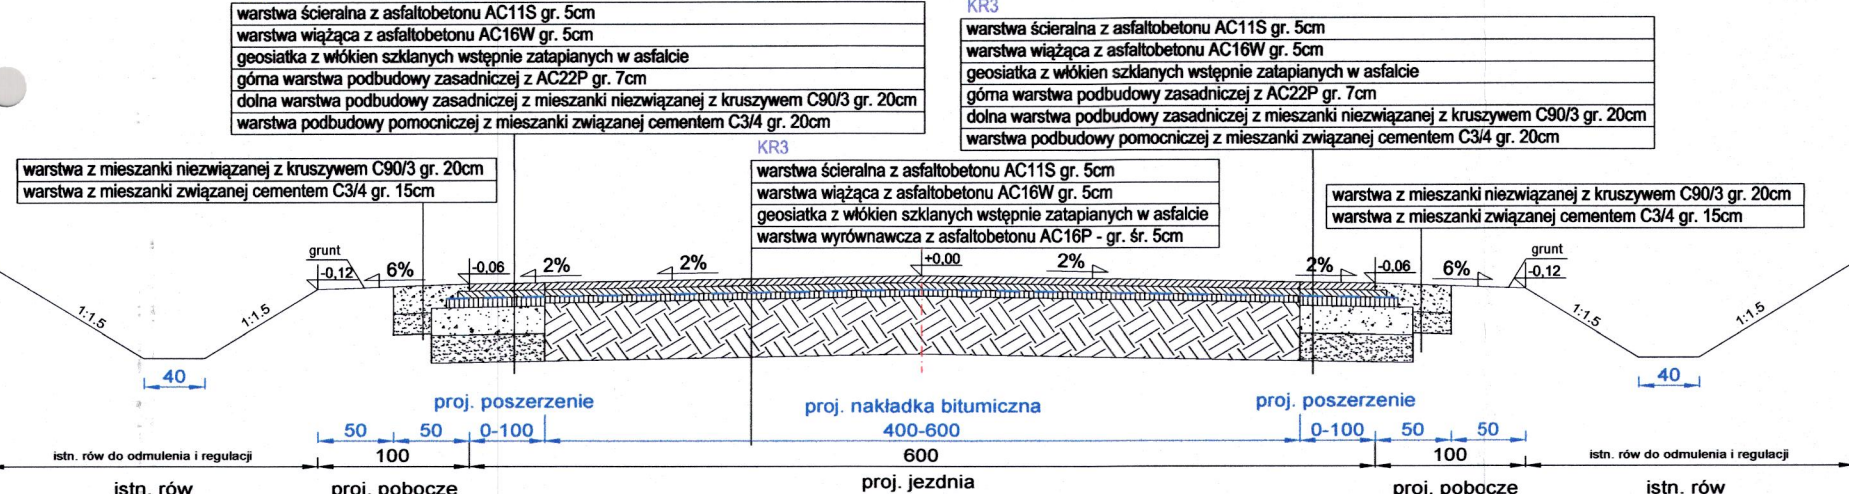 warstwa ścieralna z asfaltobetonu AC11S gr. 5cm
warstwa wiążąca z asfaltobetonu AC16W gr. 5cm
geosiatka z włókien szklanych wstępnie zatapianych w asfalcie
górna warstwa podbudowy zasadniczej z AC22P gr. 7cm
dolna warstwa podbudowy zasadniczej z mieszanki niezwiązanej z kruszywem C90/3 gr. 20cm
warstwa podbudowy pomocniczej z mieszanki związanej cementem C3/4 gr. 20cm
KR3
warstwa ścieralna z asfaltobetonu AC11S gr. 5cm
warstwa wiążąca z asfaltobetonu AC16W gr. 5cm
geosiatka z włókien szklanych wstępnie zatapianych w asfalcie
górna warstwa podbudowy zasadniczej z AC22P gr. 7cm
dolna warstwa podbudowy zasadniczej z mieszanki niezwiązanej z kruszywem C90/3 gr. 20cm
warstwa podbudowy pomocniczej z mieszanki związanej cementem C3/4 gr. 20cm
warstwa z mieszanki niezwiązanej z kruszywem C90/3 gr. 20cm
warstwa z mieszanki związanej cementem C3/4 gr. 15cm
KR3
warstwa ścieralna z asfaltobetonu AC11S gr. 5cm
warstwa wiążąca z asfaltobetonu AC16W gr. 5cm
geosiatka z włókien szklanych wstępnie zatapianych w asfalcie
warstwa wyrównawcza z asfaltobetonu AC16P - gr. śr. 5cm
warstwa z mieszanki niezwiązanej z kruszywem C90/3 gr. 20cm
warstwa z mieszanki związanej cementem C3/4 gr. 15cm
grunt
-0,12
6%
-0,06
2%
2%
+0,00
2%
2%
-0,06
6%
grunt
-0,12
1:1.5
1:1.5
1:1.5
1:1.5
40
40
proj. poszerzenie
proj. nakładka bitumiczna
proj. poszerzenie
50
50
0-100
400-600
0-100
50
50
istn. rów do odmulenia i regulacji
100
600
100
istn. rów do odmulenia i regulacji
istn. rów
proj. pobocze
proj. jezdnia
proj. pobocze
istn. rów